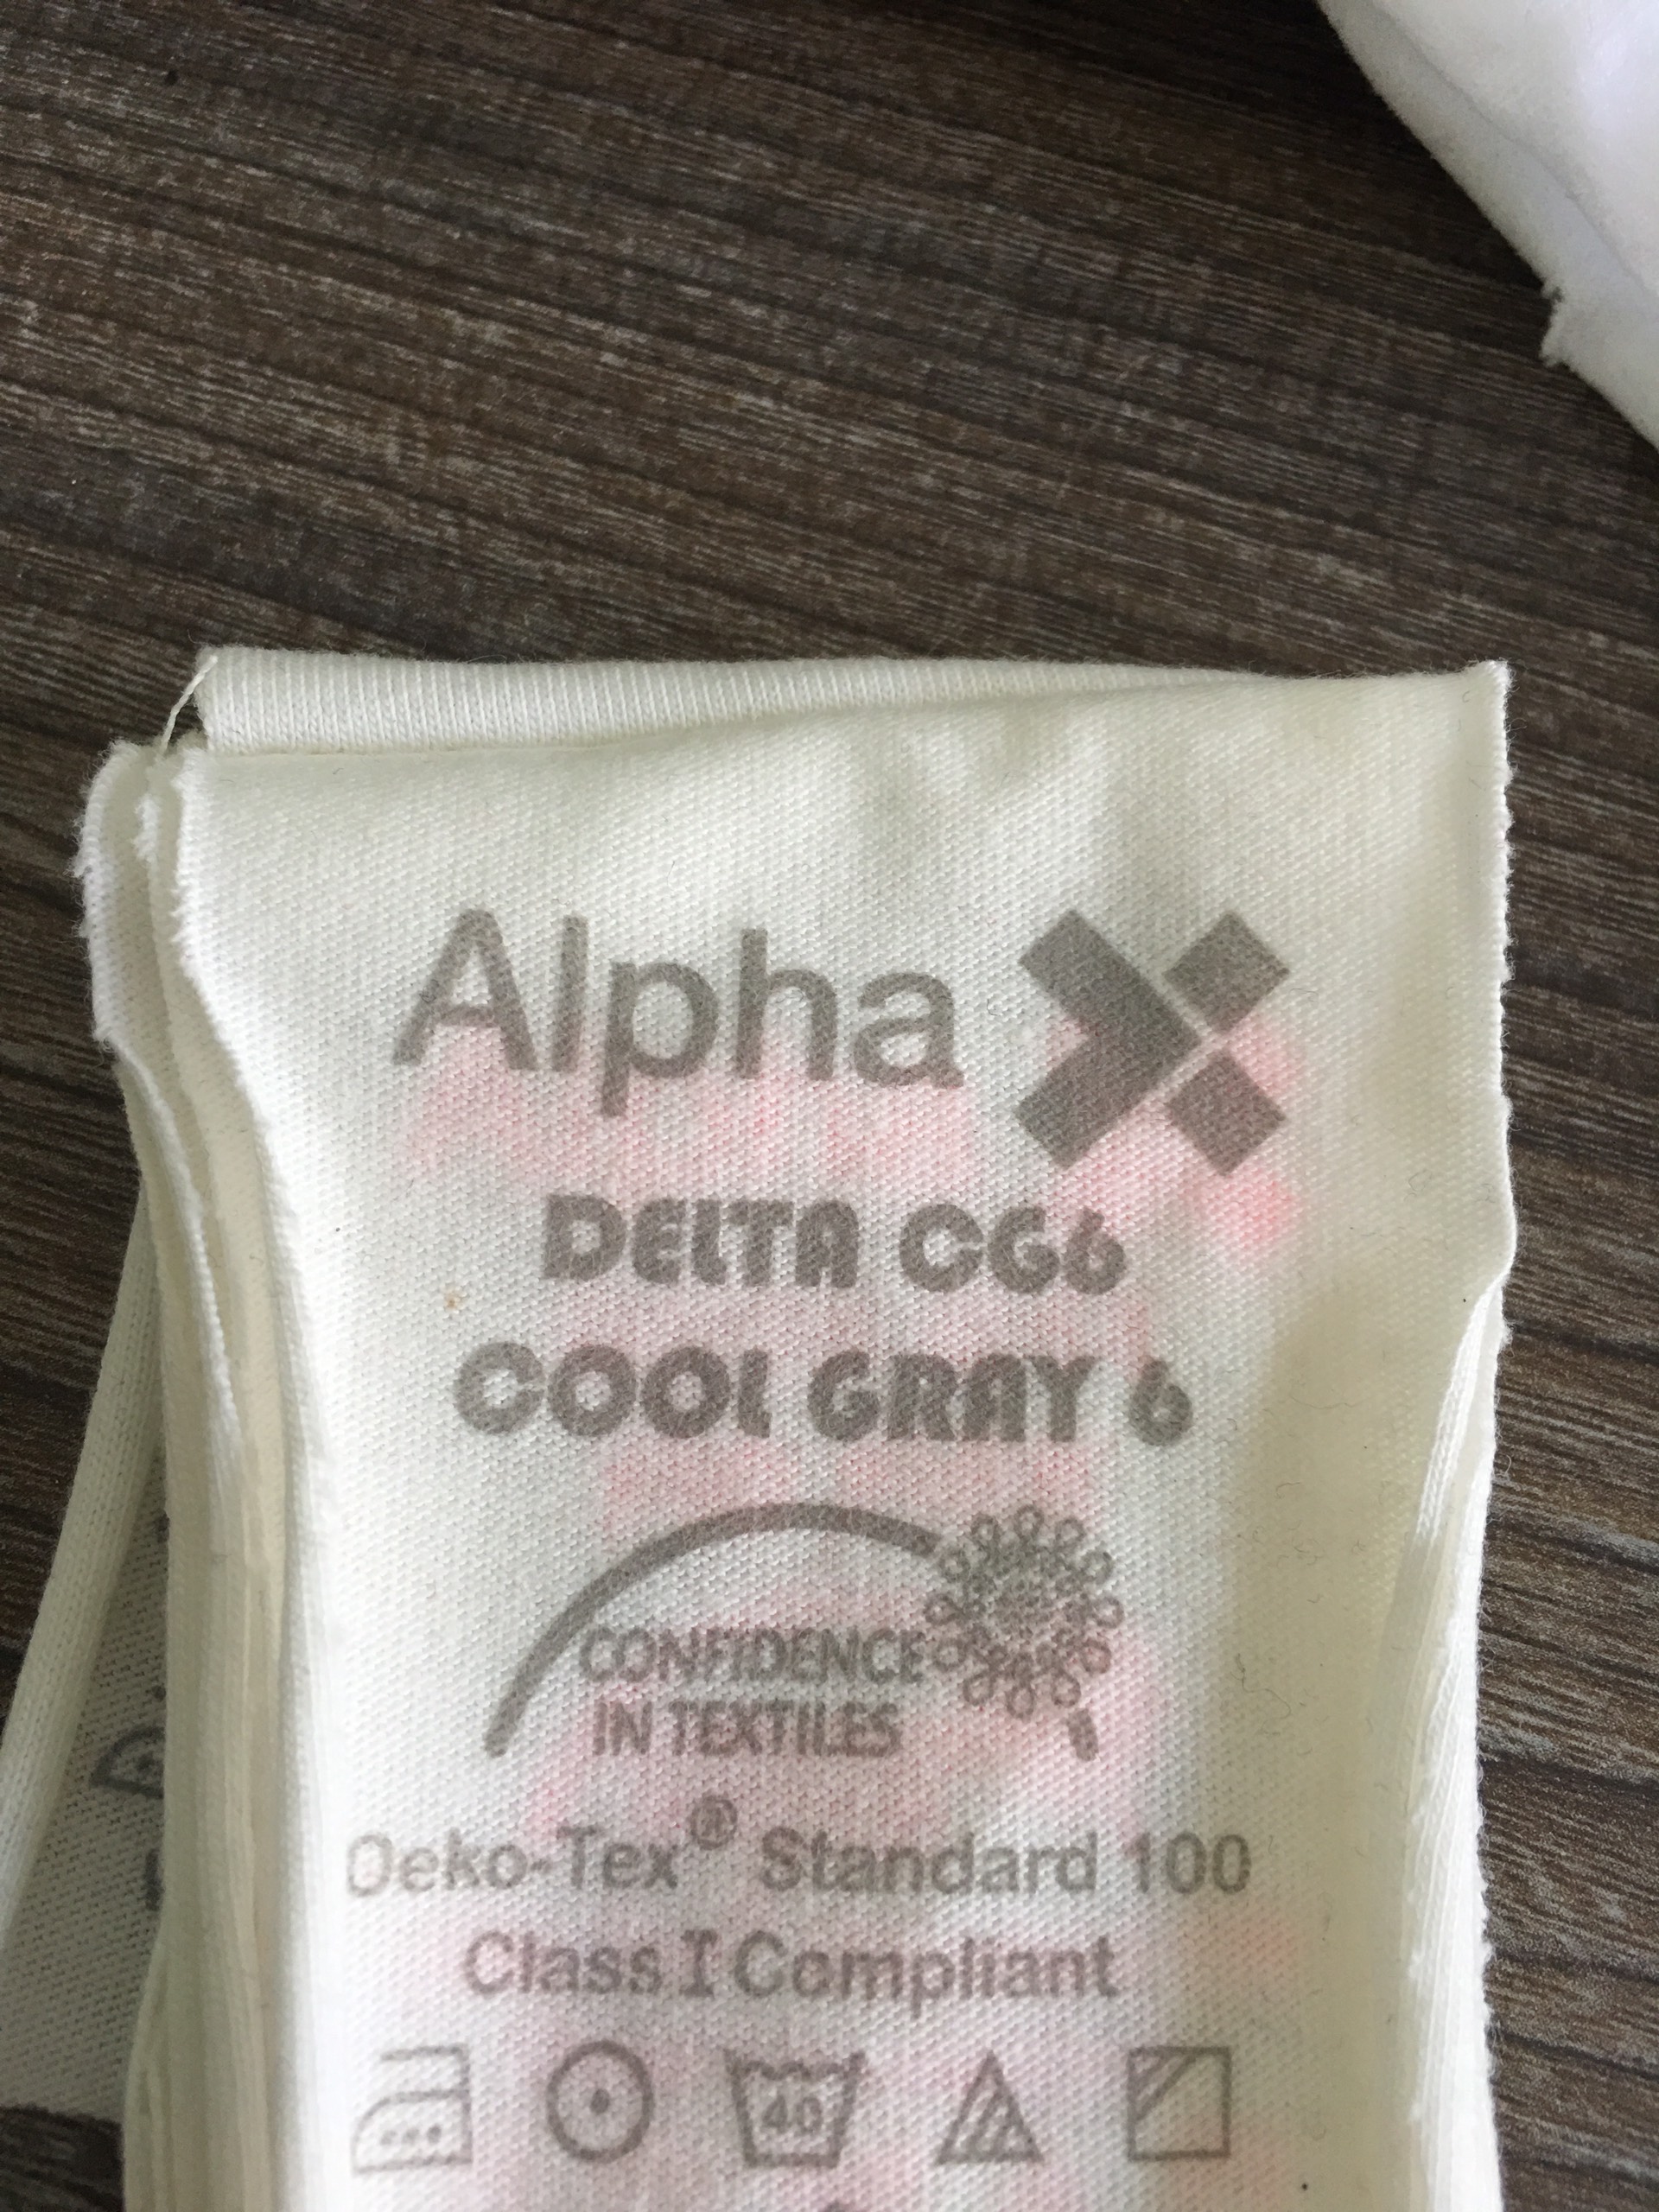 Alpha
DELTA CG6
COOL GRAY 6
CONFIDENCE
IN TEXTILES
Oeko-Tex® Standard 100
Class I Compliant
40